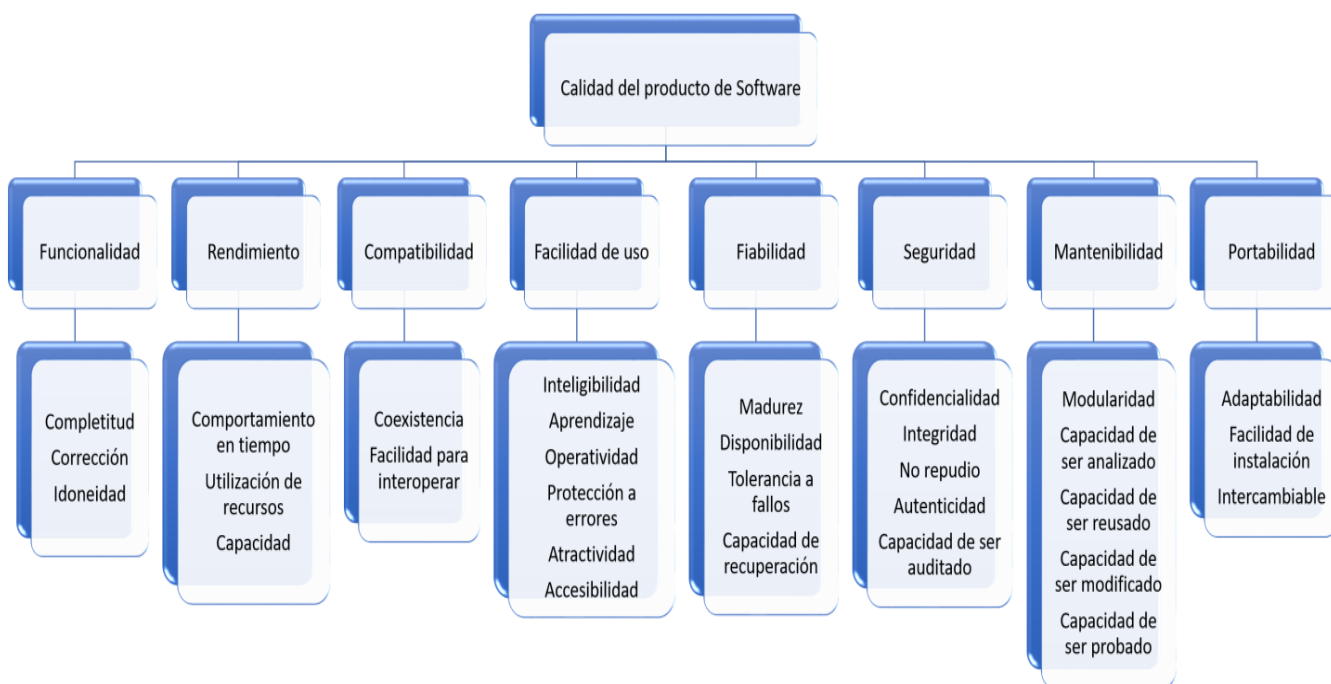 Calidad del producto de Software
Funcionalidad
Rendimiento
Compatibilidad
Facilidad de uso
Fiabilidad
Seguridad
Mantenibilidad
Portabilidad
Completitud
Corrección
Idoneidad
Comportamiento
en tiempo
Utilización de
recursos
Capacidad
Coexistencia
Facilidad para
interoperar
Inteligibilidad
Aprendizaje
Operatividad
Protección a
errores
Atractividad
Accesibilidad
Madurez
Disponibilidad
Tolerancia a
fallos
Capacidad de
recuperación
Confidencialidad
Integridad
No repudio
Autenticidad
Capacidad de ser
auditado
Modularidad
Capacidad de
ser analizado
Capacidad de
ser reusado
Capacidad de
ser modificado
Capacidad de
ser probado
Adaptabilidad
Facilidad de
instalación
Intercambiable